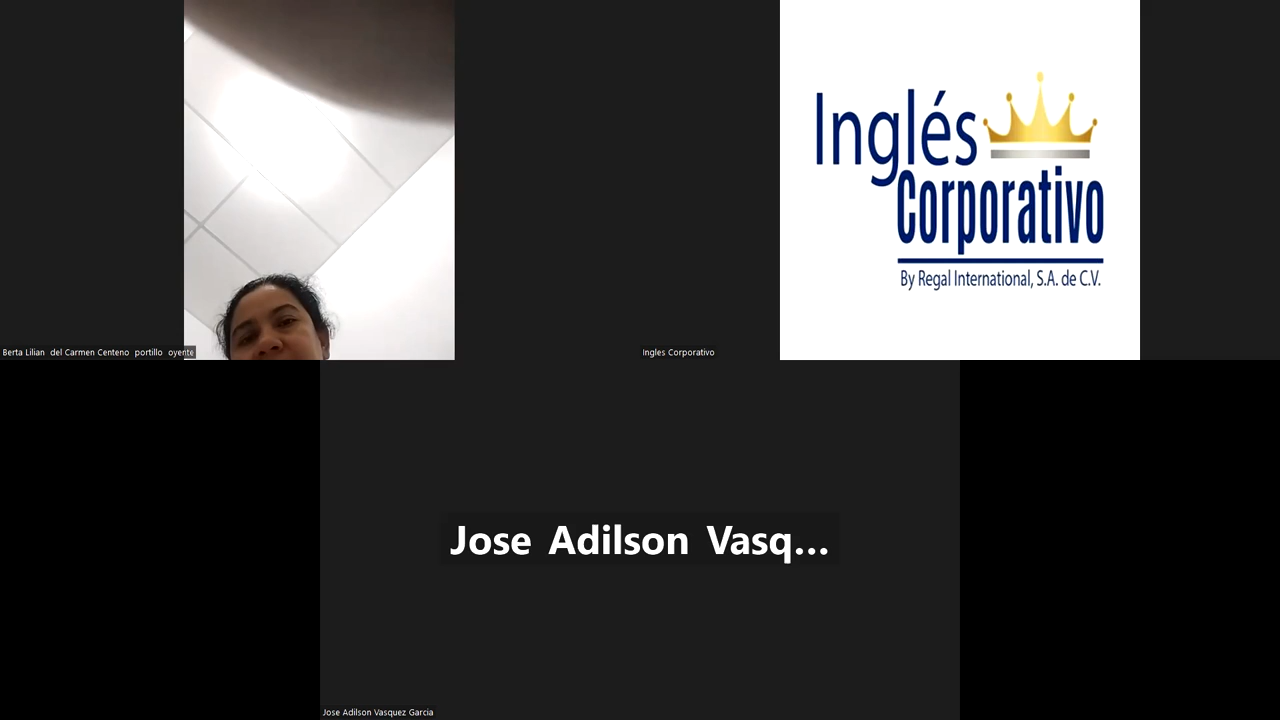 Inglés
Corporativo
By Regal International, S.A. de C.V.
Berta Lilian del Carmen Centeno portillo oyente
Ingles Corporativo
Jose Adilson Vasq...
Jose Adilson Vasquez Garcia